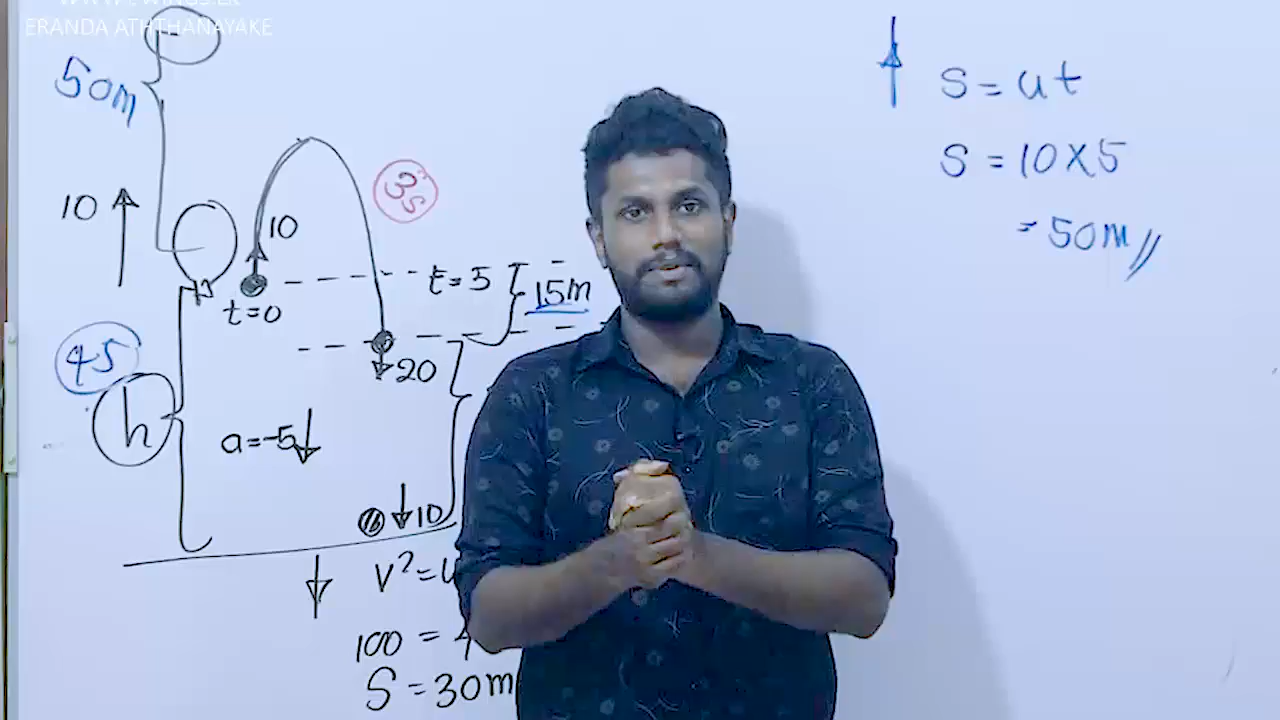 ERANDA ATHTHANAYAKE
50m
10
10
3s
t=0
t=5
15m
20
45
h
a=-5
10
V²=
100 =
S=30m
S = ut
S = 10×5
= 50m